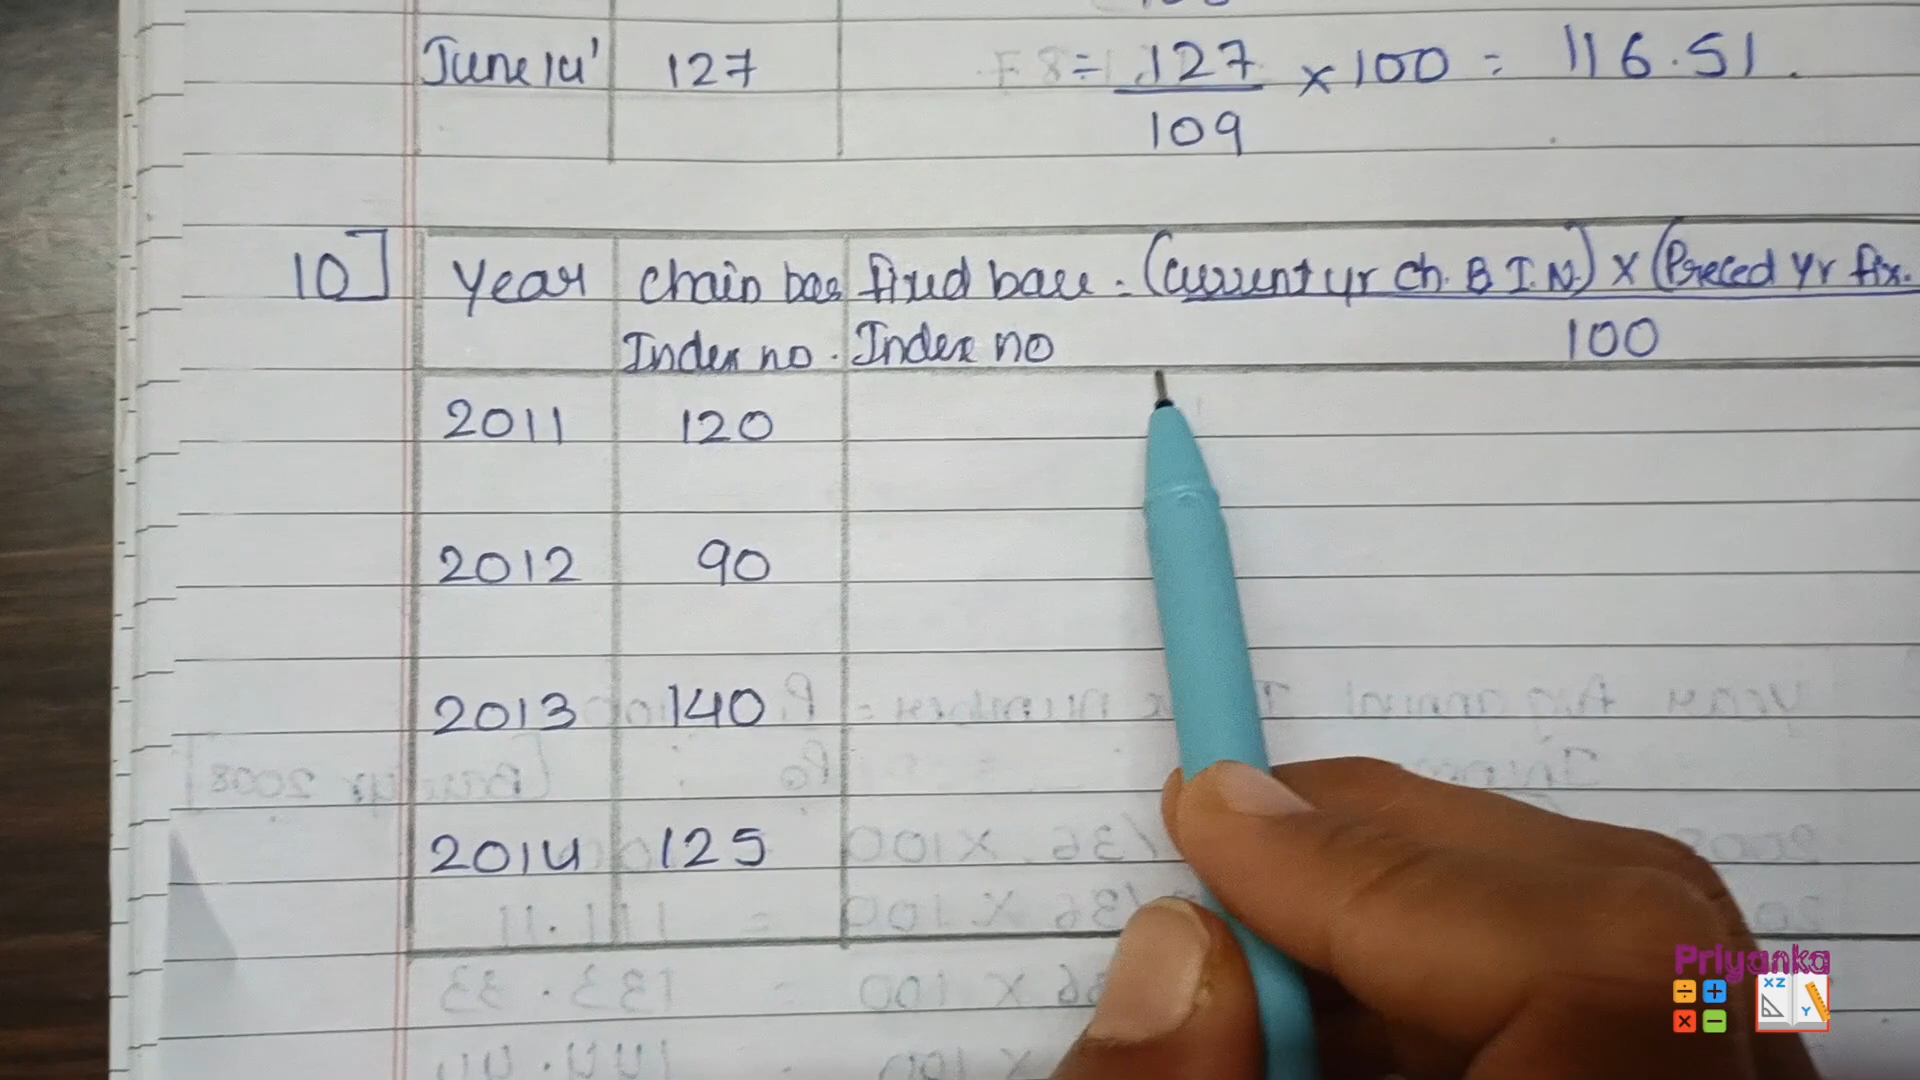 June 14' 127 = 127 × 100 = 116.51.
109
10] Year Chain bas fixed base = (Current yr Ch. B I.N.) × (Preced yr fix.
Index no. Index no 100
2011 120
2012 90
2013 140
2014 125
Priyanka